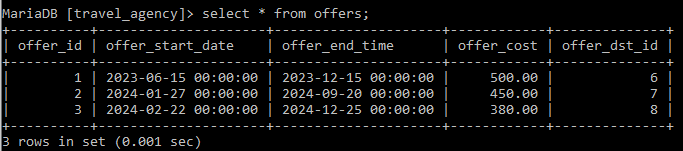 MariaDB [travel_agency]> select * from offers;
+----------+---------------------+---------------------+------------+--------------+
| offer_id | offer_start_date    | offer_end_time      | offer_cost | offer_dst_id |
+----------+---------------------+---------------------+------------+--------------+
|        1 | 2023-06-15 00:00:00 | 2023-12-15 00:00:00 |     500.00 |            6 |
|        2 | 2024-01-27 00:00:00 | 2024-09-20 00:00:00 |     450.00 |            7 |
|        3 | 2024-02-22 00:00:00 | 2024-12-25 00:00:00 |     380.00 |            8 |
+----------+---------------------+---------------------+------------+--------------+
3 rows in set (0.001 sec)